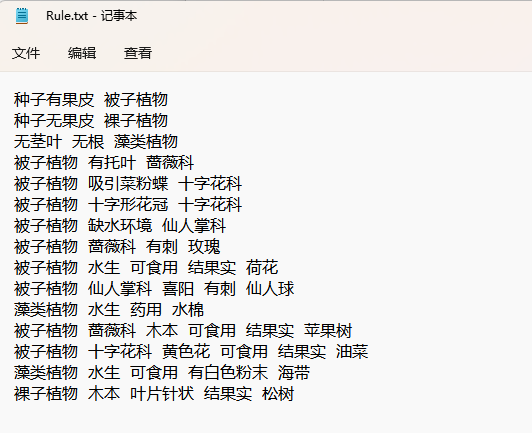 Rule.txt - 记事本
文件 编辑 查看
种子有果皮 被子植物
种子无果皮 裸子植物
无茎叶 无根 藻类植物
被子植物 有托叶 蔷薇科
被子植物 吸引菜粉蝶 十字花科
被子植物 十字形花冠 十字花科
被子植物 缺水环境 仙人掌科
被子植物 蔷薇科 有刺 玫瑰
被子植物 水生 可食用 结果实 荷花
被子植物 仙人掌科 喜阳 有刺 仙人球
藻类植物 水生 药用 水棉
被子植物 蔷薇科 木本 可食用 结果实 苹果树
被子植物 十字花科 黄色花 可食用 结果实 油菜
藻类植物 水生 可食用 有白色粉末 海带
裸子植物 木本 叶片针状 结果实 松树